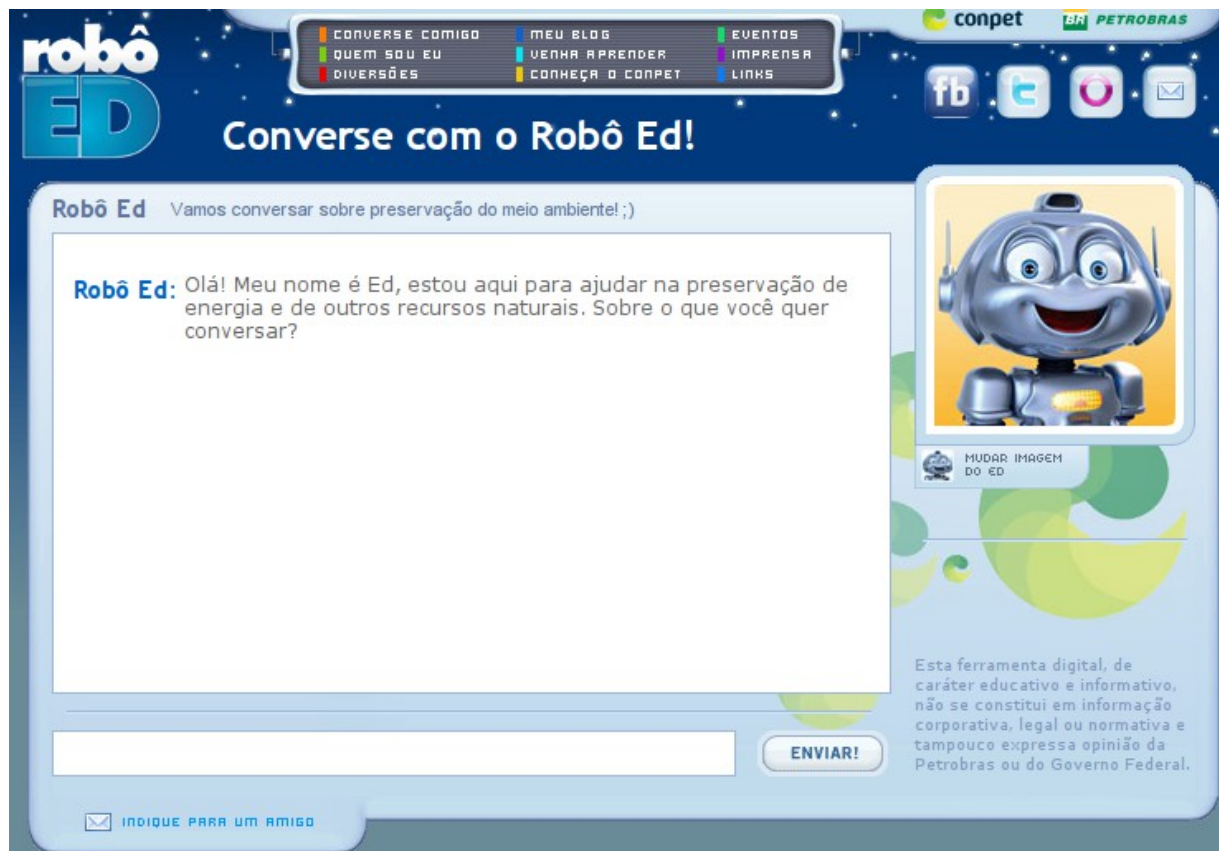 robô
ED
CONVERSE COMIGO
QUEM SOU EU
DIVERSÕES
MEU BLOG
VENHA APRENDER
CONHEÇA O CONPET
EVENTOS
IMPRENSA
LINKS
conpet
BR PETROBRAS
fb
t
Converse com o Robô Ed!
Robô Ed Vamos conversar sobre preservação do meio ambiente! ;)
Robô Ed: Olá! Meu nome é Ed, estou aqui para ajudar na preservação de
energia e de outros recursos naturais. Sobre o que você quer
conversar?
MUDAR IMAGEM
DO ED
Esta ferramenta digital, de
caráter educativo e informativo,
não se constitui em informação
corporativa, legal ou normativa e
tampouco expressa opinião da
Petrobras ou do Governo Federal.
ENVIAR!
INDIQUE PARA UM AMIGO